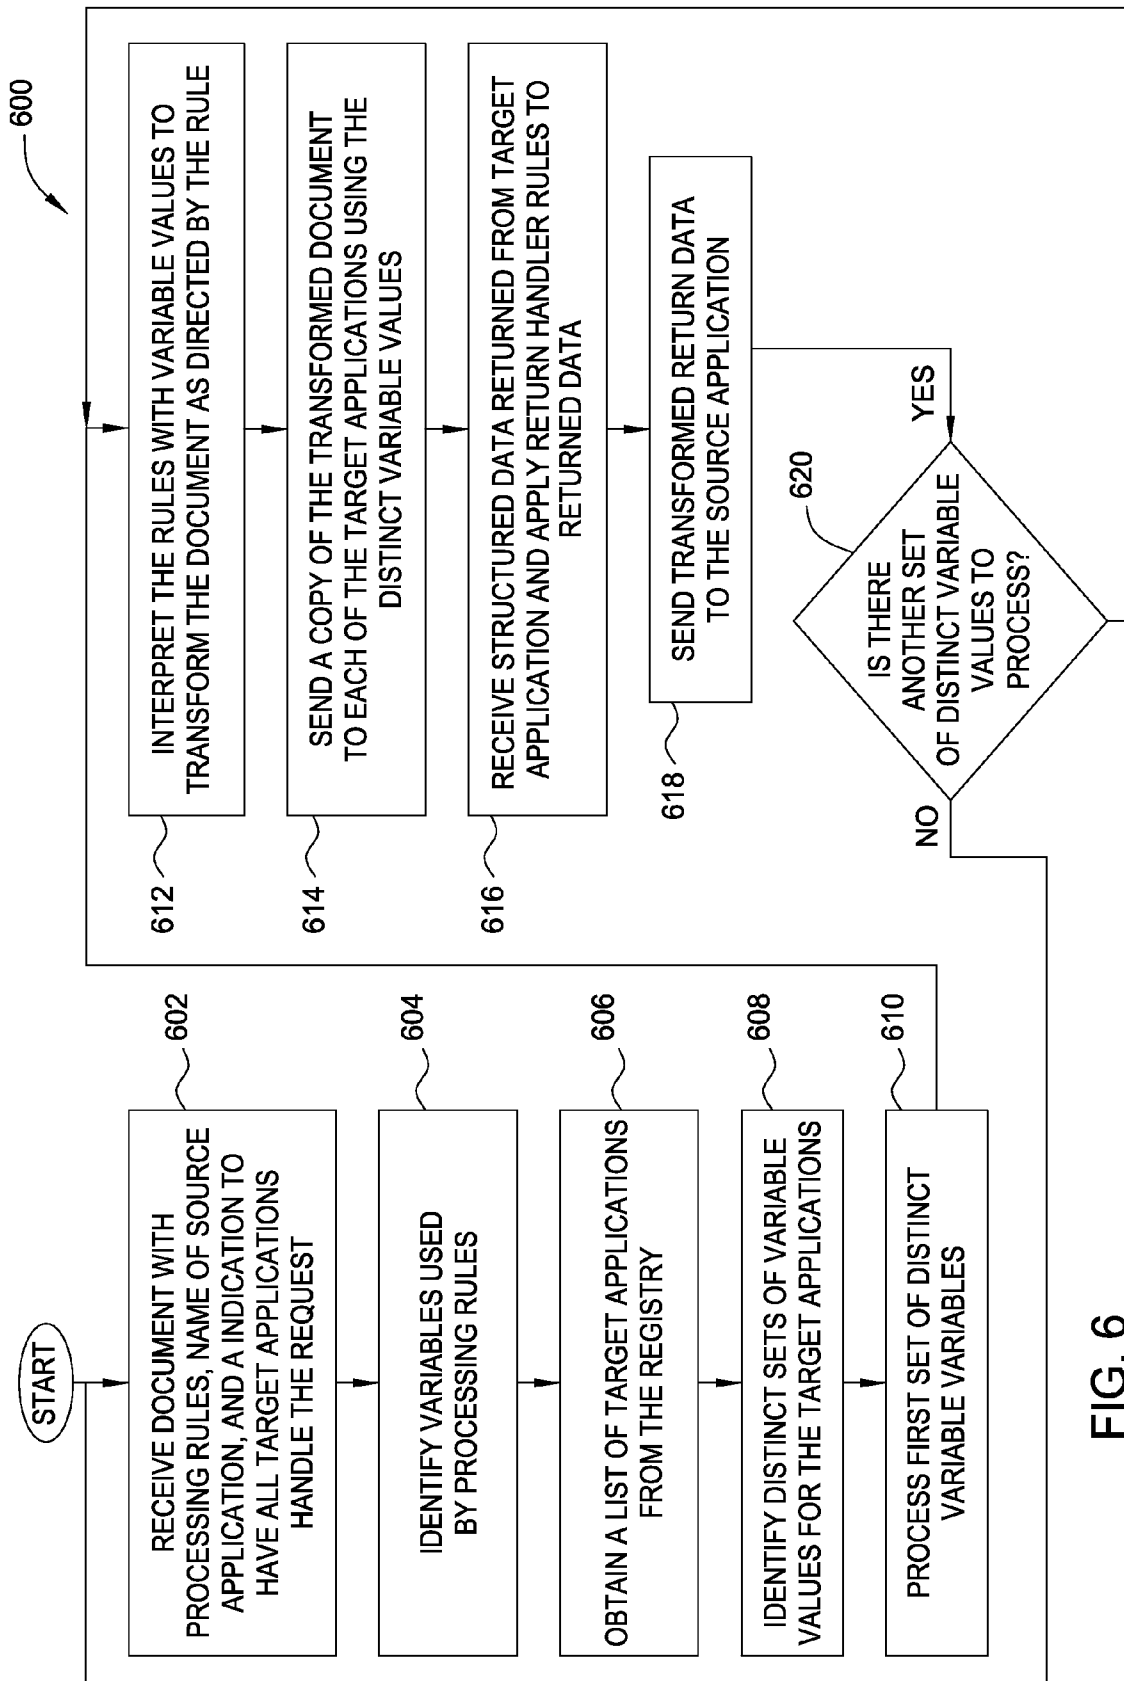 600
START
602
RECEIVE DOCUMENT WITH
PROCESSING RULES, NAME OF SOURCE
APPLICATION, AND A INDICATION TO
HAVE ALL TARGET APPLICATIONS
HANDLE THE REQUEST
604
IDENTIFY VARIABLES USED
BY PROCESSING RULES
606
OBTAIN A LIST OF TARGET APPLICATIONS
FROM THE REGISTRY
608
IDENTIFY DISTINCT SETS OF VARIABLE
VALUES FOR THE TARGET APPLICATIONS
610
PROCESS FIRST SET OF DISTINCT
VARIABLE VARIABLES
612
INTERPRET THE RULES WITH VARIABLE VALUES TO
TRANSFORM THE DOCUMENT AS DIRECTED BY THE RULE
614
SEND A COPY OF THE TRANSFORMED DOCUMENT
TO EACH OF THE TARGET APPLICATIONS USING THE
DISTINCT VARIABLE VALUES
616
RECEIVE STRUCTURED DATA RETURNED FROM TARGET
APPLICATION AND APPLY RETURN HANDLER RULES TO
RETURNED DATA
618
SEND TRANSFORMED RETURN DATA
TO THE SOURCE APPLICATION
620
IS THERE
ANOTHER SET
OF DISTINCT VARIABLE
VALUES TO
PROCESS?
YES
NO
FIG. 6